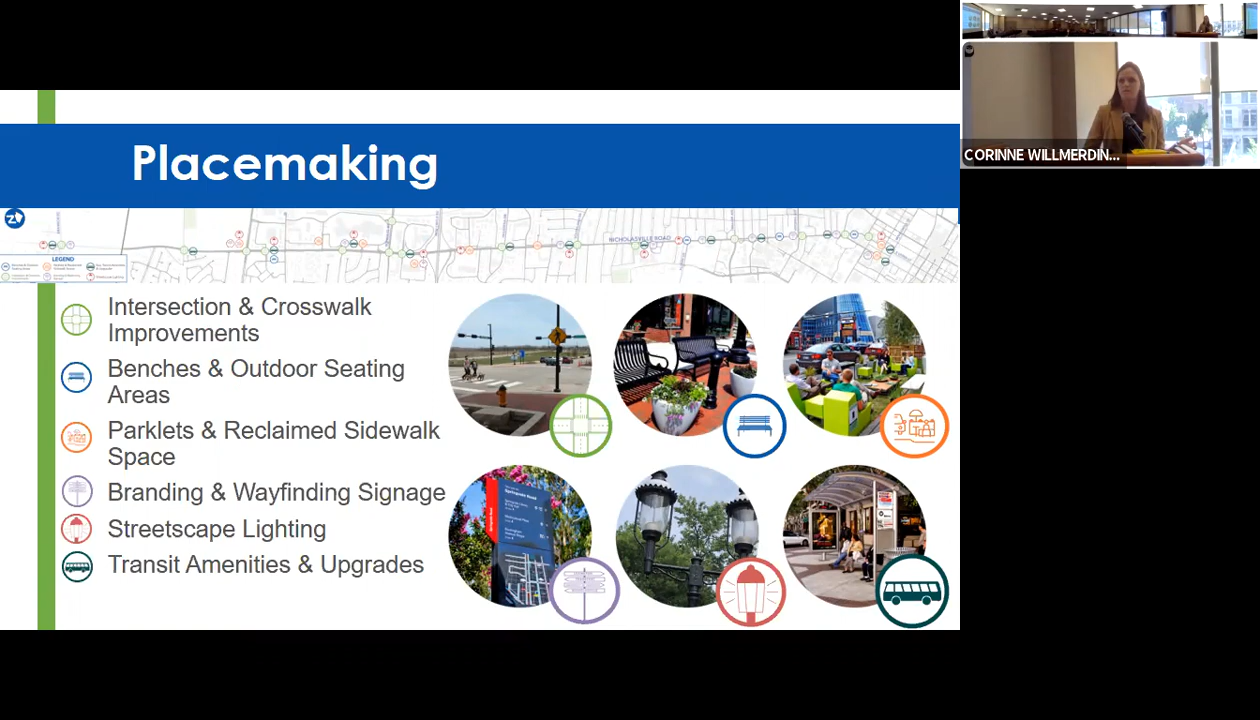 Placemaking
NICHOLASVILLE ROAD
LEGEND
Intersection & Crosswalk
Improvements
Benches & Outdoor Seating
Areas
Parklets & Reclaimed Sidewalk
Space
Branding & Wayfinding Signage
Streetscape Lighting
Transit Amenities & Upgrades
CORINNE WILLMERDIN...